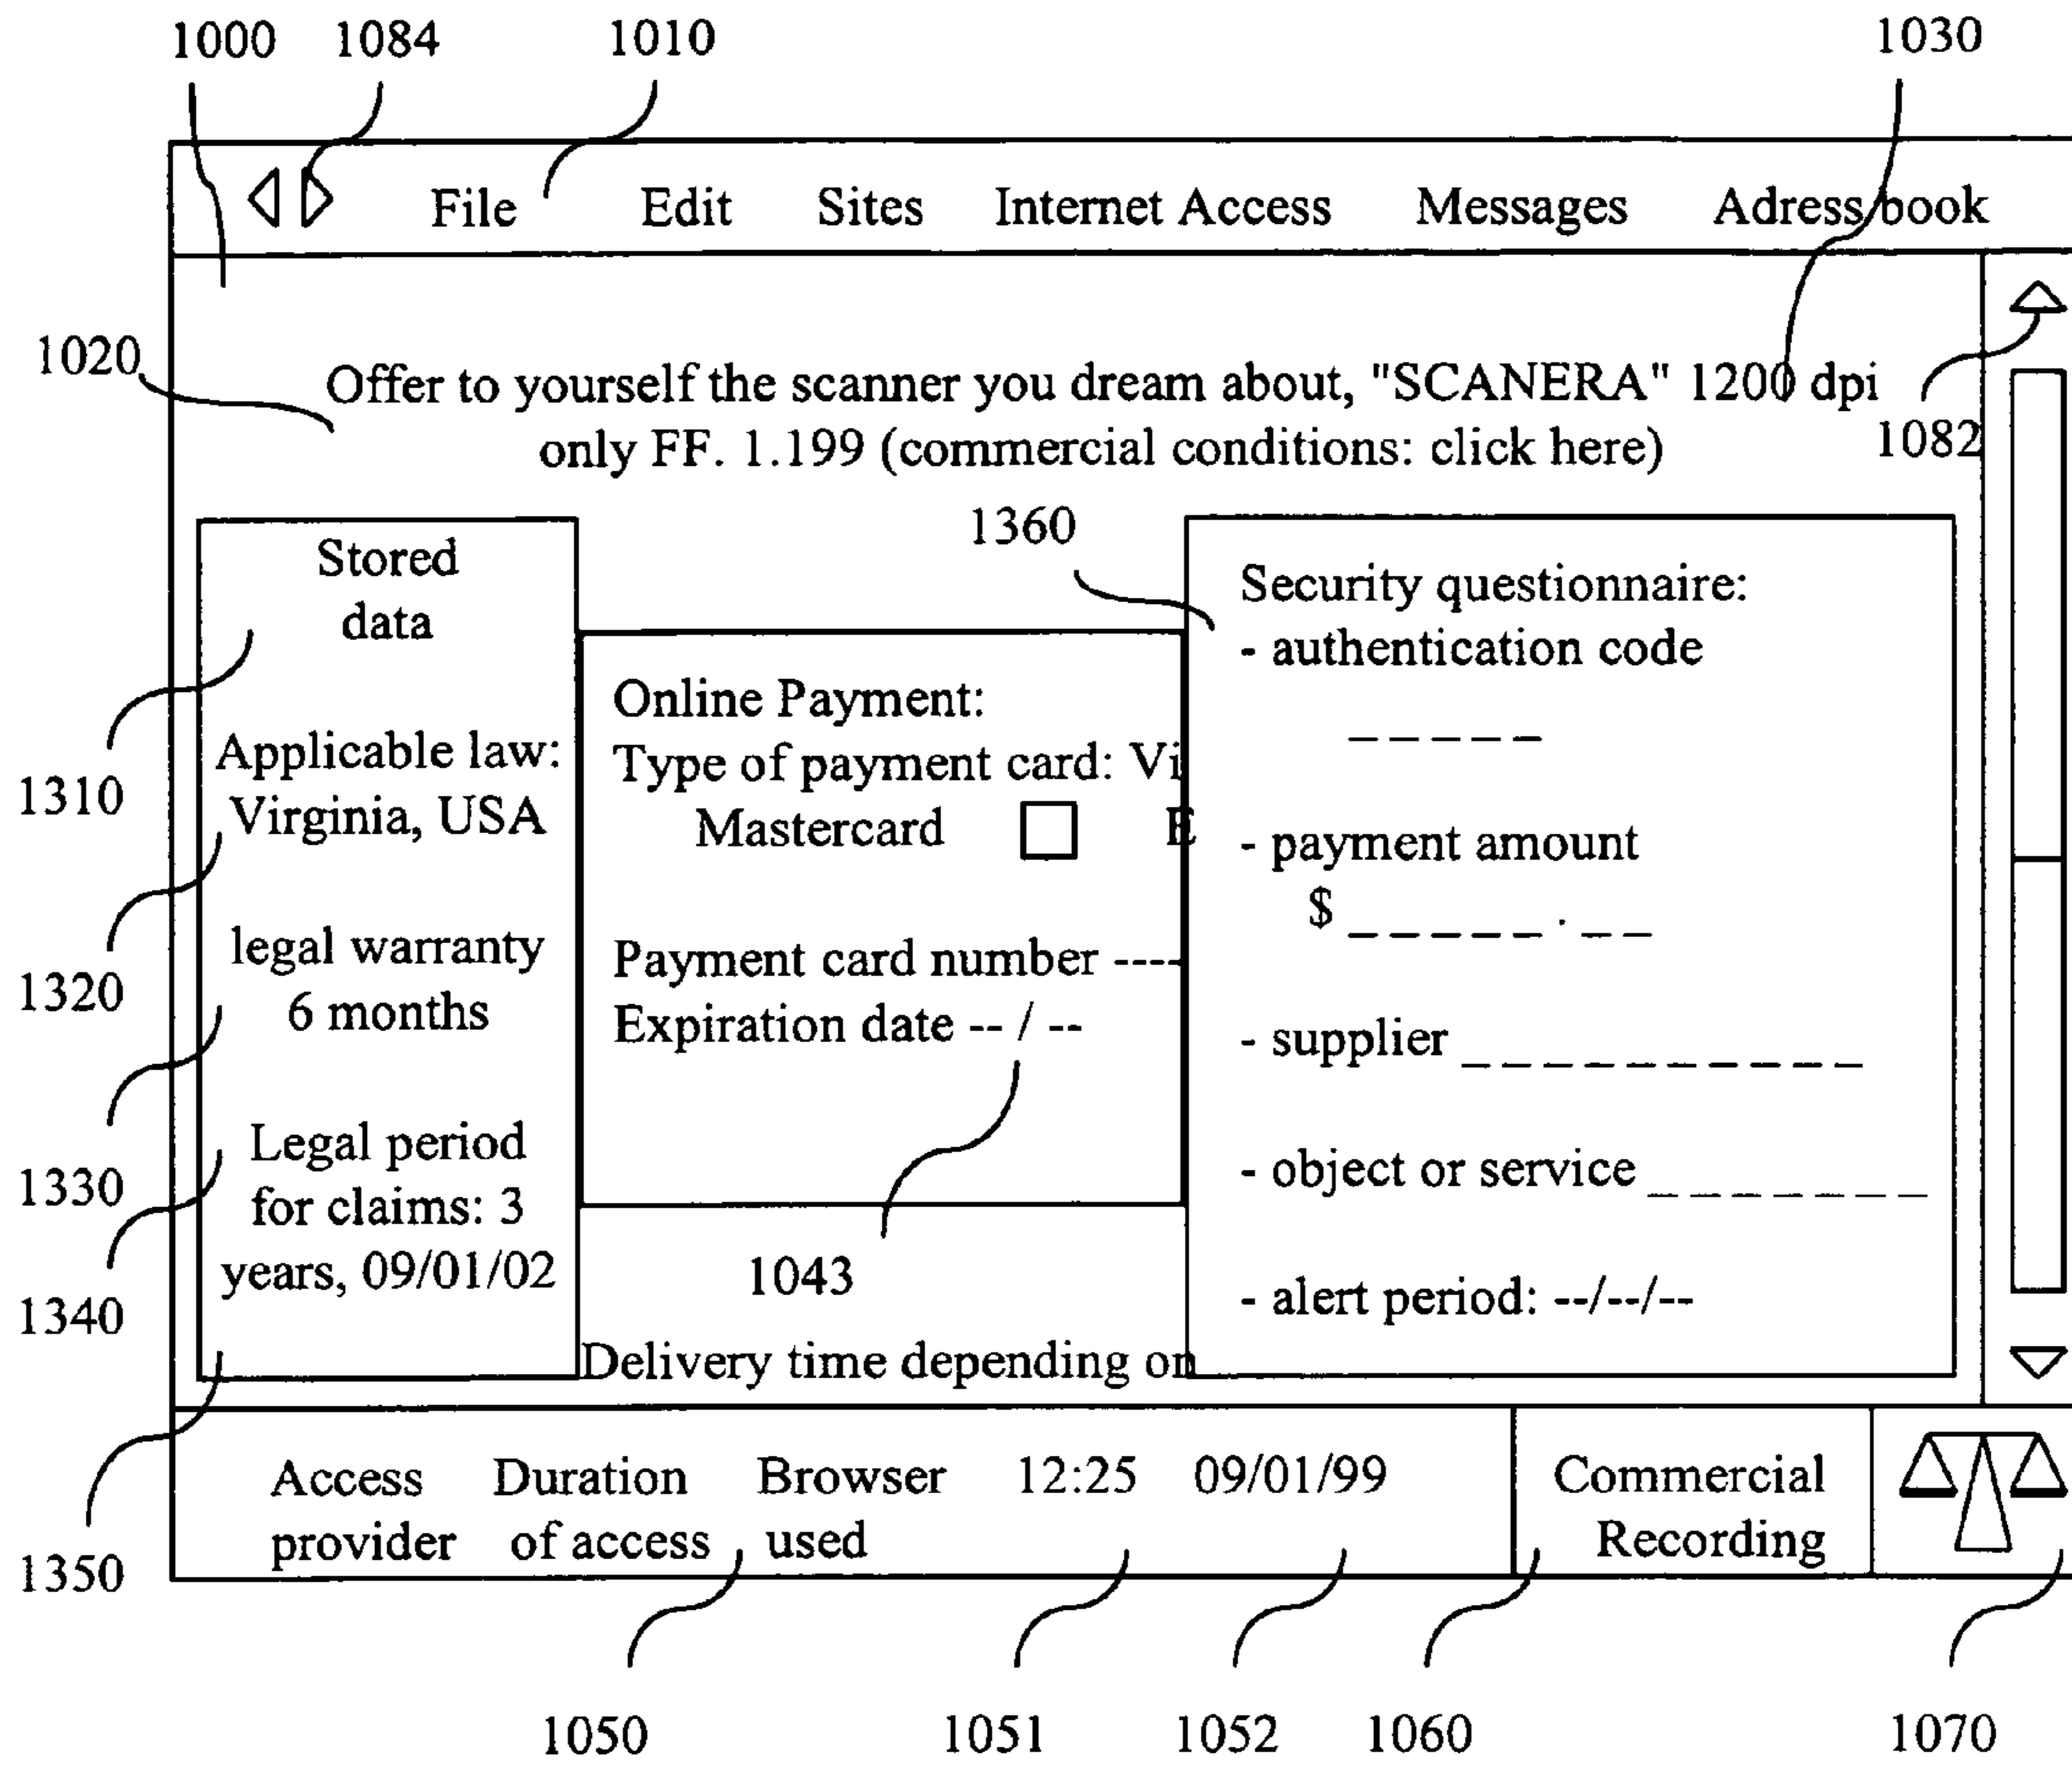 1000 1084 1010 1030
File Edit Sites Internet Access Messages Adress book
1020
Offer to yourself the scanner you dream about, "SCANERA" 1200 dpi
only FF. 1.199 (commercial conditions: click here)
1082
1360
Stored
data
Applicable law:
Virginia, USA
legal warranty
6 months
Legal period
for claims: 3
years, 09/01/02
1310
1320
1330
1340
1350
Online Payment:
Type of payment card: Vi
Mastercard E
Payment card number ----
Expiration date -- / --
1043
Delivery time depending on
Security questionnaire:
- authentication code
_ _ _ _ _
- payment amount
$ _ _ _ _ _ . _ _
- supplier _ _ _ _ _ _ _ _ _ _
- object or service _ _ _ _ _ _ _
- alert period: --/--/--
Access Duration Browser 12:25 09/01/99
provider of access used
Commercial
Recording
1050 1051 1052 1060 1070